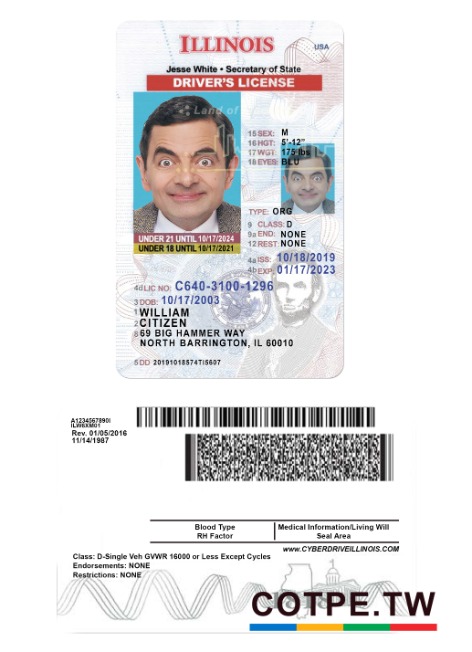 ILLINOIS
USA
Jesse White • Secretary of State
DRIVER'S LICENSE
Land of
15 SEX: M
16 HGT: 5'-12"
17 WGT: 175 lbs
18 EYES: BLU
TYPE: ORG
9 CLASS: D
9a END: NONE
12 REST: NONE
UNDER 21 UNTIL 10/17/2024
UNDER 18 UNTIL 10/17/2021
4a ISS: 10/18/2019
4b EXP: 01/17/2023
4d LIC NO: C640-3100-1296
3 DOB: 10/17/2003
1 WILLIAM
2 CITIZEN
8 69 BIG HAMMER WAY
NORTH BARRINGTON, IL 60010
5 DD 20191018574TI5607
A1234567890I
ILW6XM01
Rev. 01/05/2016
11/14/1987
Blood Type
RH Factor
Medical Information/Living Will
Seal Area
www.CYBERDRIVEILLINOIS.COM
Class: D-Single Veh GVWR 16000 or Less Except Cycles
Endorsements: NONE
Restrictions: NONE
COTPE.TW